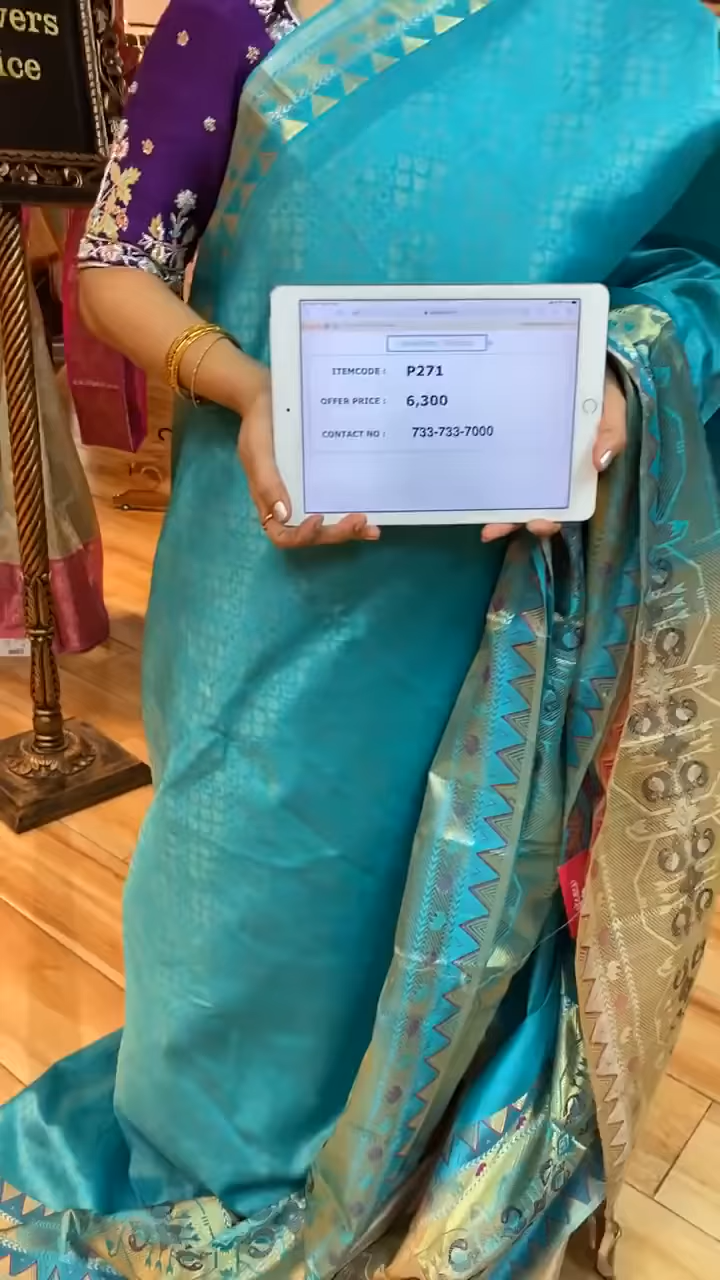 vers
ice
ITEMCODE : P271
OFFER PRICE : 6,300
CONTACT NO : 733-733-7000